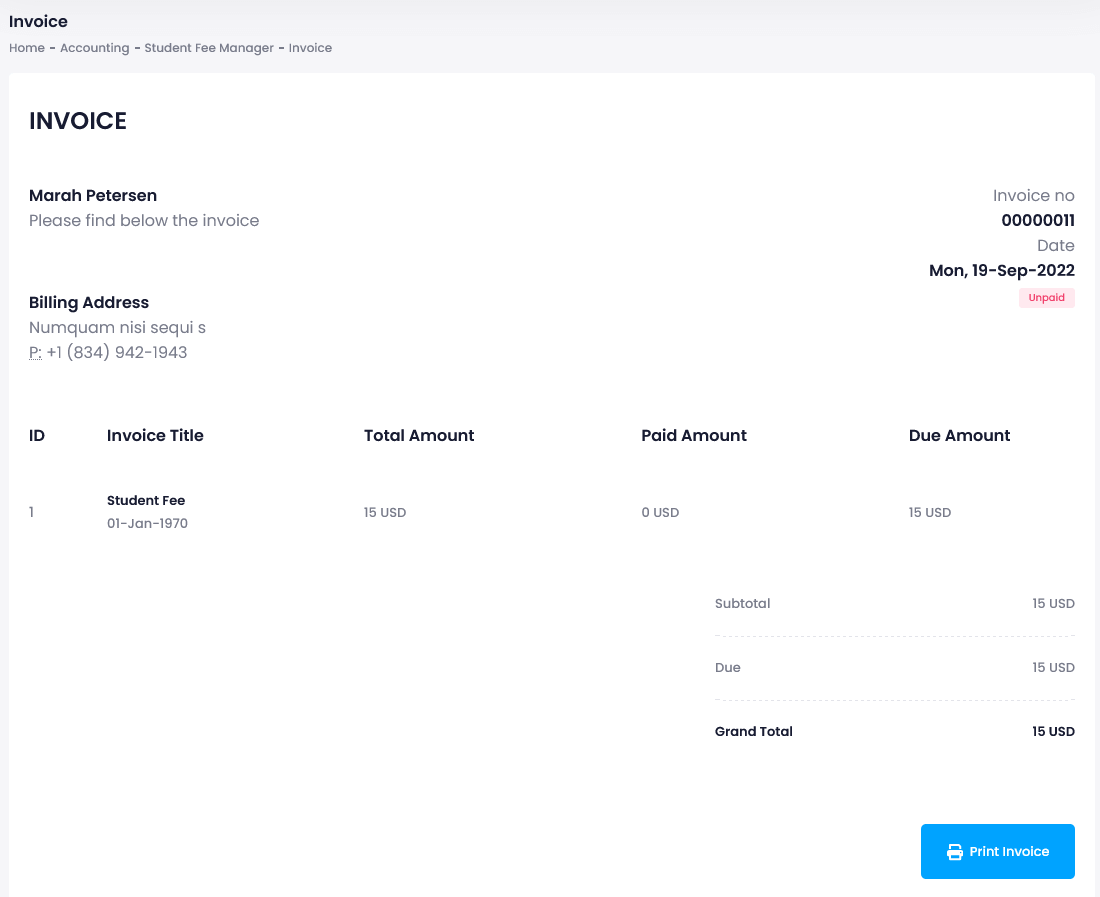 Invoice
Home - Accounting - Student Fee Manager - Invoice
INVOICE
Marah Petersen
Please find below the invoice
Invoice no
00000011
Date
Mon, 19-Sep-2022
Unpaid
Billing Address
Numquam nisi sequi s
P: +1 (834) 942-1943
ID Invoice Title Total Amount Paid Amount Due Amount
1 Student Fee 15 USD 0 USD 15 USD
01-Jan-1970
Subtotal 15 USD
Due 15 USD
Grand Total 15 USD
Print Invoice